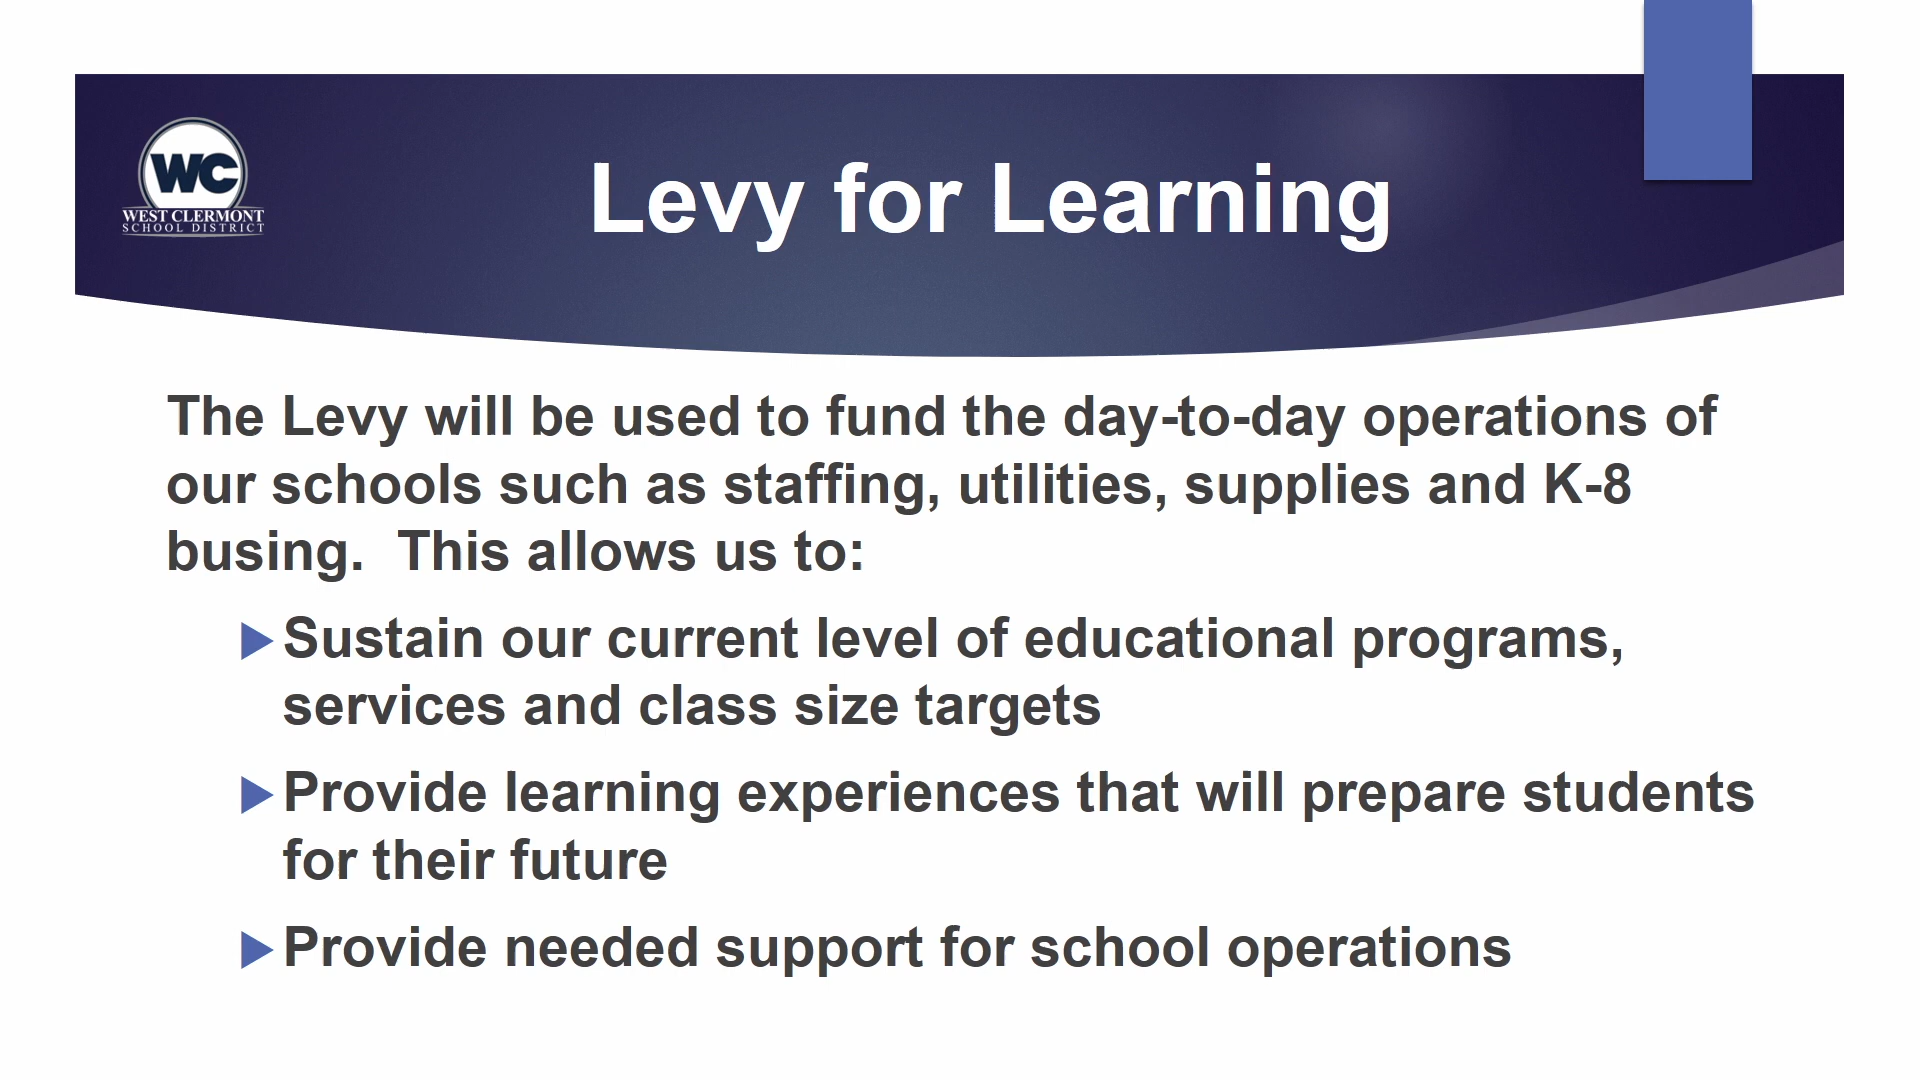 WC
WEST CLERMONT
SCHOOL DISTRICT
Levy for Learning
The Levy will be used to fund the day-to-day operations of
our schools such as staffing, utilities, supplies and K-8
busing.  This allows us to:
Sustain our current level of educational programs,
services and class size targets
Provide learning experiences that will prepare students
for their future
Provide needed support for school operations